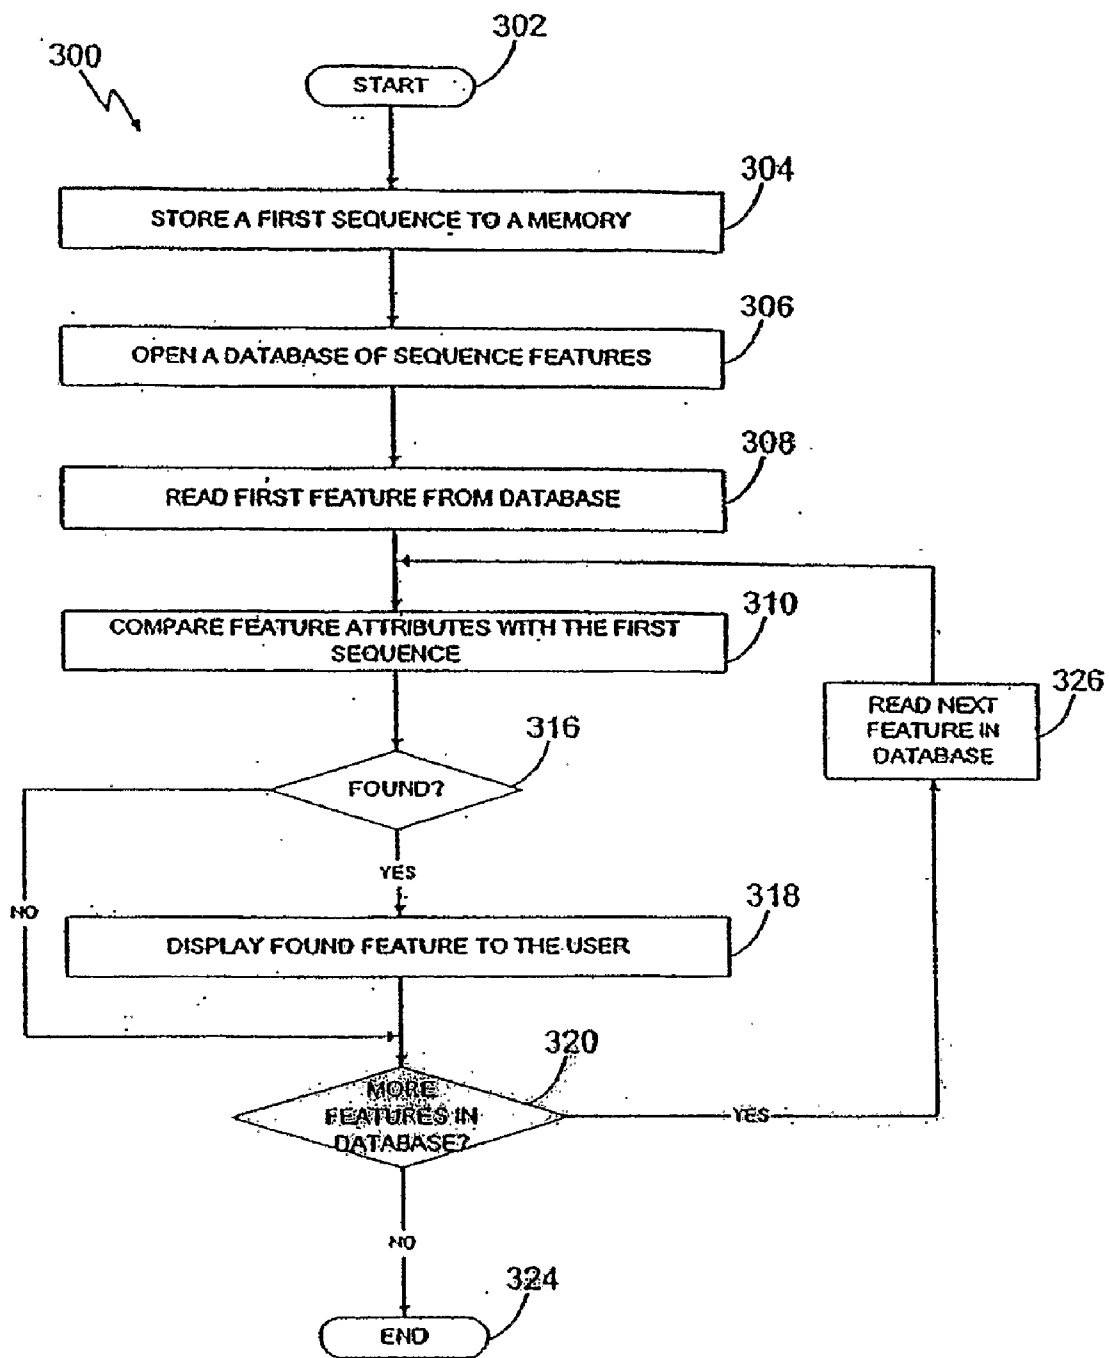 302
300
START
304
STORE A FIRST SEQUENCE TO A MEMORY
306
OPEN A DATABASE OF SEQUENCE FEATURES
308
READ FIRST FEATURE FROM DATABASE
310
COMPARE FEATURE ATTRIBUTES WITH THE FIRST
SEQUENCE
326
READ NEXT
FEATURE IN
DATABASE
316
FOUND?
YES
NO
318
DISPLAY FOUND FEATURE TO THE USER
320
MORE
FEATURES IN
DATABASE?
YES
NO
324
END